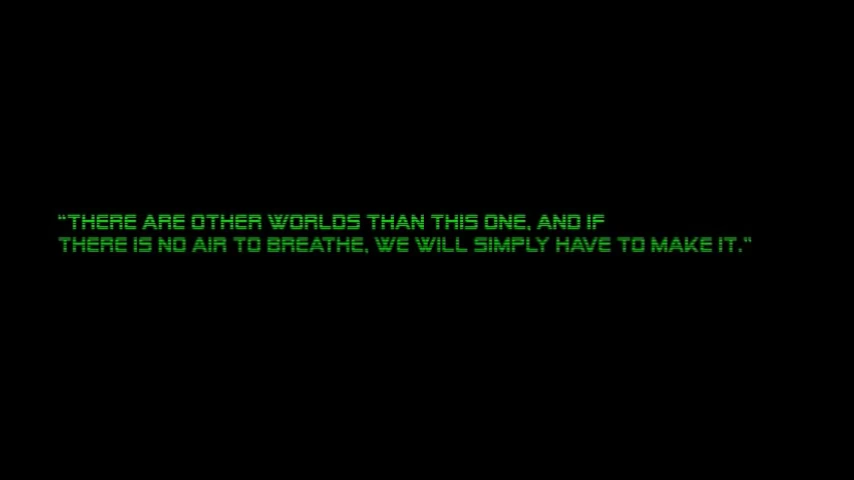 “THERE ARE OTHER WORLDS THAN THIS ONE, AND IF
THERE IS NO AIR TO BREATHE, WE WILL SIMPLY HAVE TO MAKE IT.”